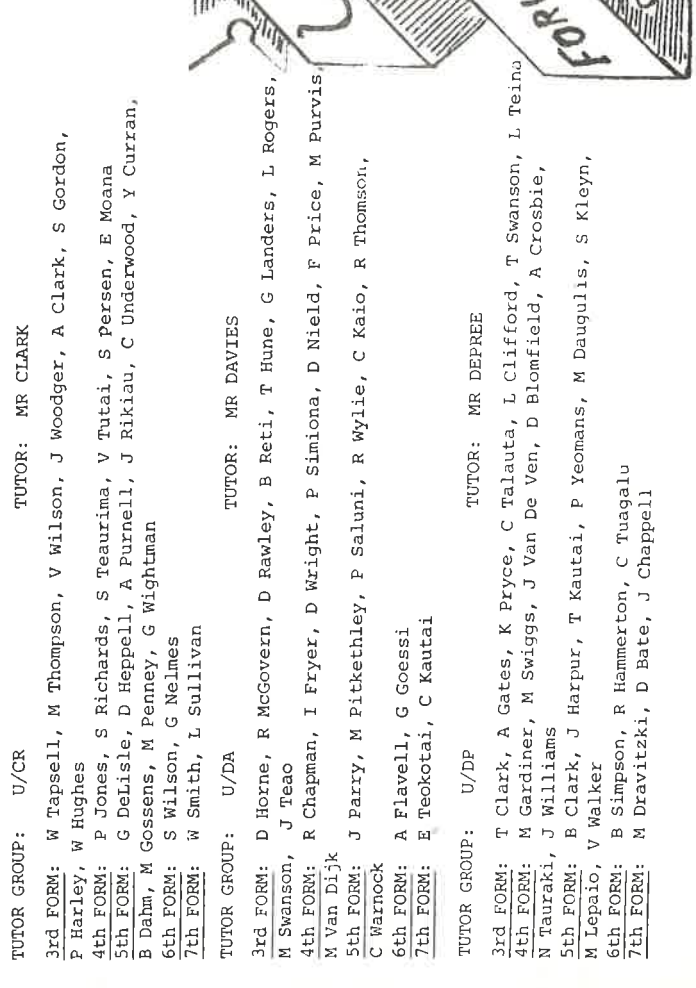 TUTOR GROUP: U/CR TUTOR: MR CLARK
3rd FORM: W Tapsell, M Thompson, V Wilson, J Woodger, A Clark, S Gordon,
P Harley, W Hughes
4th FORM: P Jones, S Richards, S Teaurima, V Tutai, S Persen, E Moana
5th FORM: G DeLisle, D Heppell, A Purnell, J Rikiau, C Underwood, Y Curran,
B Dahm, M Gossens, M Penney, G Wightman
6th FORM: S Wilson, G Nelmes
7th FORM: W Smith, L Sullivan
TUTOR GROUP: U/DA TUTOR: MR DAVIES
3rd FORM: D Horne, R McGovern, D Rawley, B Reti, T Hune, G Landers, L Rogers,
M Swanson, J Teao
4th FORM: R Chapman, I Fryer, D Wright, P Simiona, D Nield, F Price, M Purvis,
M Van Dijk
5th FORM: J Parry, M Pitkethley, P Saluni, R Wylie, C Kaio, R Thomson,
C Warnock
6th FORM: A Flavell, G Goessi
7th FORM: E Teokotai, C Kautai
TUTOR GROUP: U/DP TUTOR: MR DEPREE
3rd FORM: T Clark, A Gates, K Pryce, C Talauta, L Clifford, T Swanson, L Teina
4th FORM: M Gardiner, M Swiggs, J Van De Ven, D Blomfield, A Crosbie,
N Tauraki, J Williams
5th FORM: B Clark, J Harpur, T Kautai, P Yeomans, M Daugulis, S Kleyn,
M Lepaio, V Walker
6th FORM: B Simpson, R Hammerton, C Tuagalu
7th FORM: M Dravitzki, D Bate, J Chappell